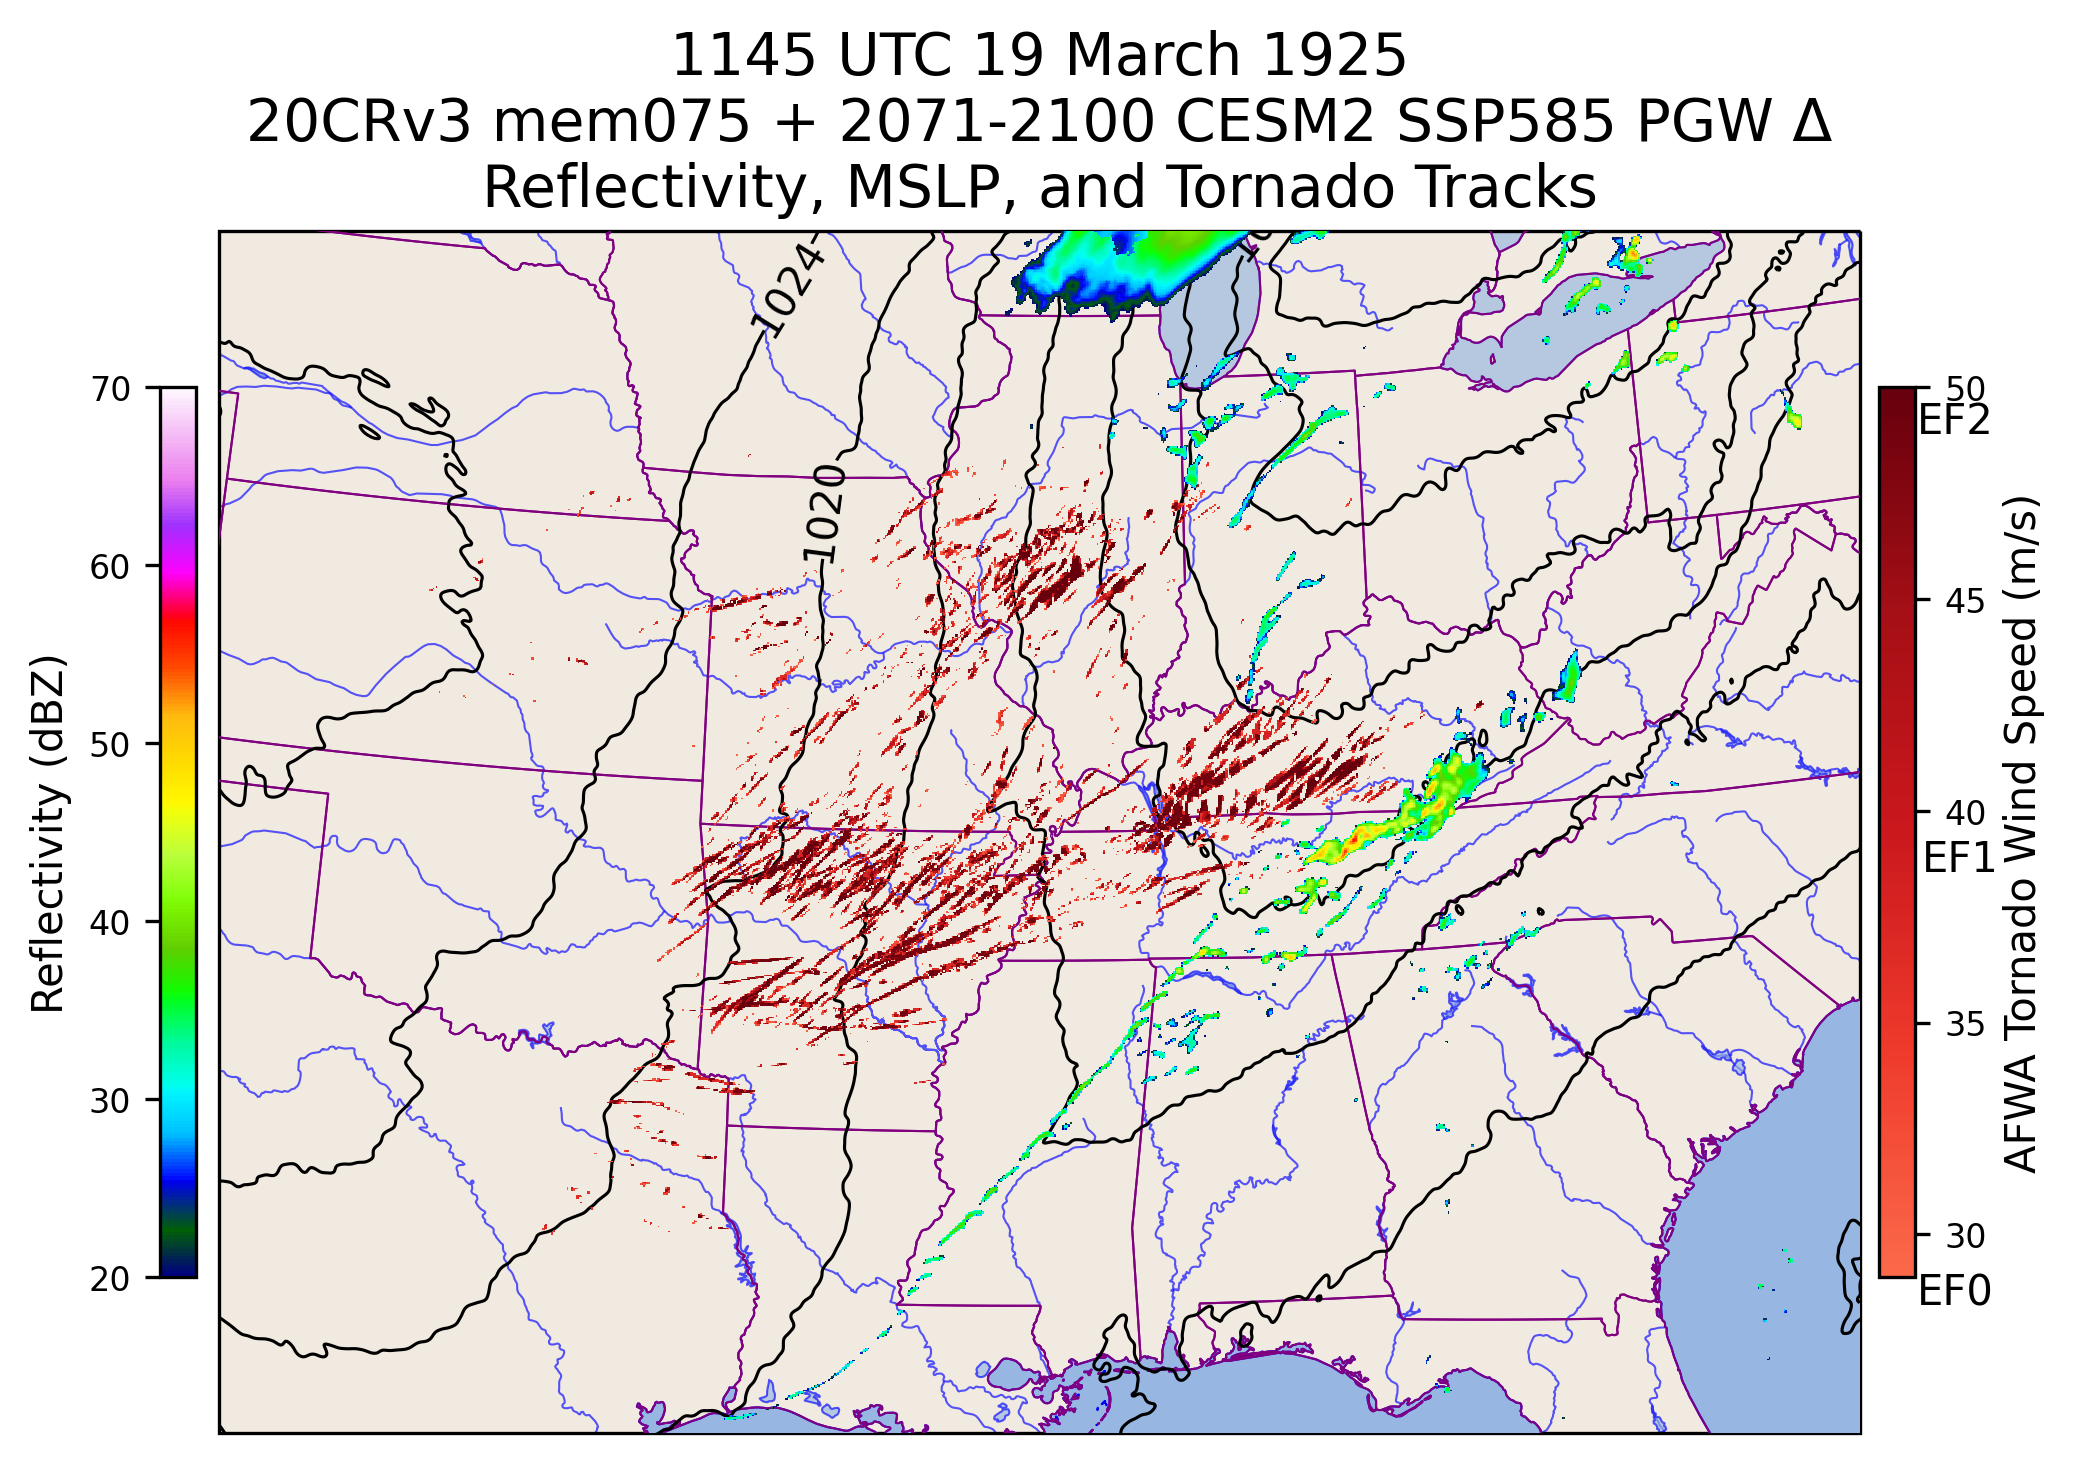 1145 UTC 19 March 1925
20CRv3 mem075 + 2071-2100 CESM2 SSP585 PGW Δ
Reflectivity, MSLP, and Tornado Tracks
1024
1020
70
60
50
40
30
20
Reflectivity (dBZ)
50
EF2
45
40
EF1
35
30
EF0
AFWA Tornado Wind Speed (m/s)